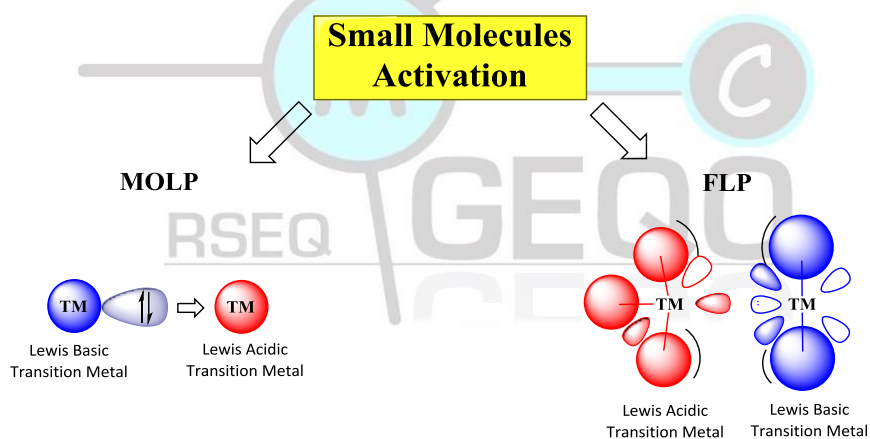 Small Molecules
Activation
MOLP
FLP
C
GEQO
RSEQ
TM
TM
TM
TM
Lewis Basic
Transition Metal
Lewis Acidic
Transition Metal
Lewis Acidic
Transition Metal
Lewis Basic
Transition Metal